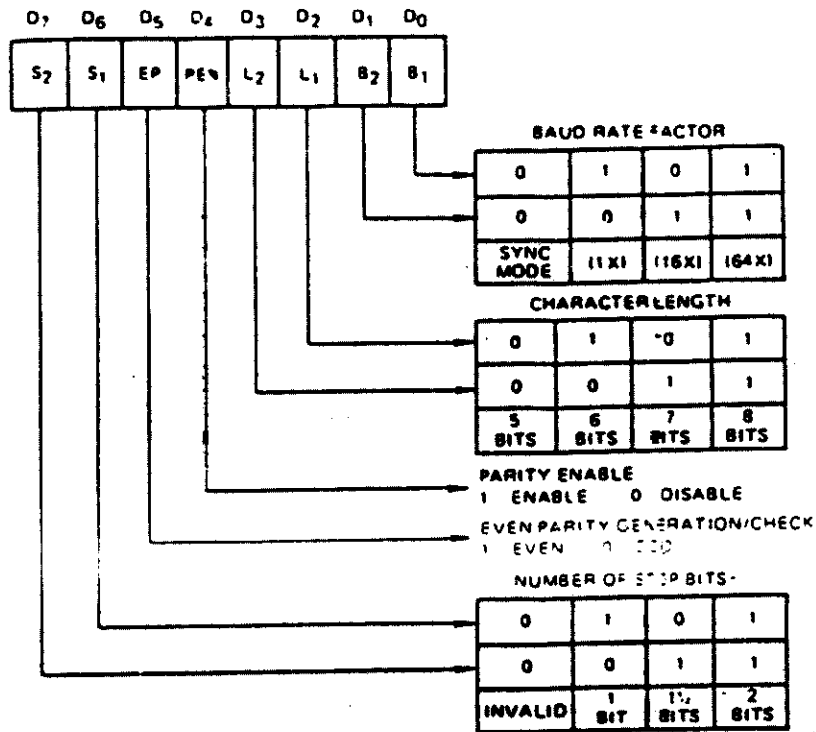 D7 D6 D5 D4 D3 D2 D1 D0
S2 S1 EP PEN L2 L1 B2 B1
BAUD RATE FACTOR
0 1 0 1
0 0 1 1
SYNC MODE (1X) (16X) (64X)
CHARACTER LENGTH
0 1 0 1
0 0 1 1
5 BITS 6 BITS 7 BITS 8 BITS
PARITY ENABLE
1 ENABLE 0 DISABLE
EVEN PARITY GENERATION/CHECK
1 EVEN 0 ODD
NUMBER OF STOP BITS
0 1 0 1
0 0 1 1
INVALID 1 BIT 1½ BITS 2 BITS